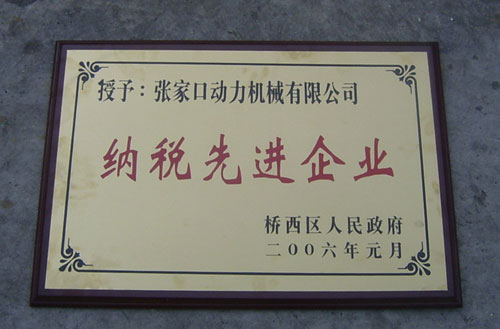 授予：张家口动力机械有限公司
纳税先进企业
桥西区人民政府
二00六年元月